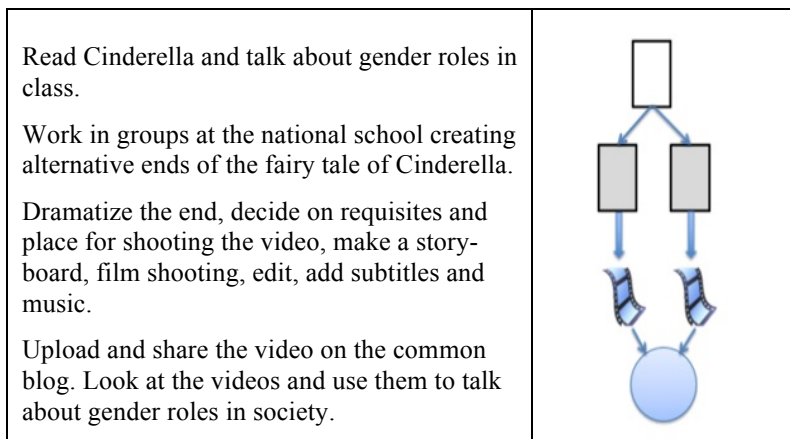 Read Cinderella and talk about gender roles in
class.
Work in groups at the national school creating
alternative ends of the fairy tale of Cinderella.
Dramatize the end, decide on requisites and
place for shooting the video, make a story-
board, film shooting, edit, add subtitles and
music.
Upload and share the video on the common
blog. Look at the videos and use them to talk
about gender roles in society.